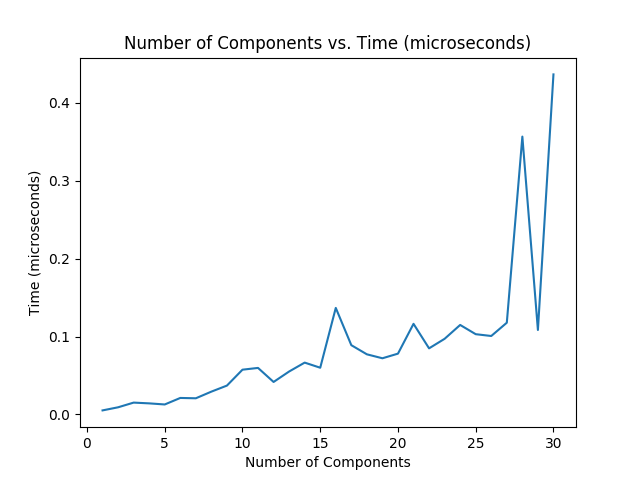 Number of Components vs. Time (microseconds)
0.4
0.3
0.2
0.1
0.0
Time (microseconds)
0 5 10 15 20 25 30
Number of Components